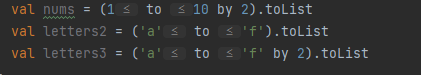 val nums = (1 ≤ to ≤ 10 by 2).toList
val letters2 = ('a' ≤ to ≤ 'f').toList
val letters3 = ('a' ≤ to ≤ 'f' by 2).toList